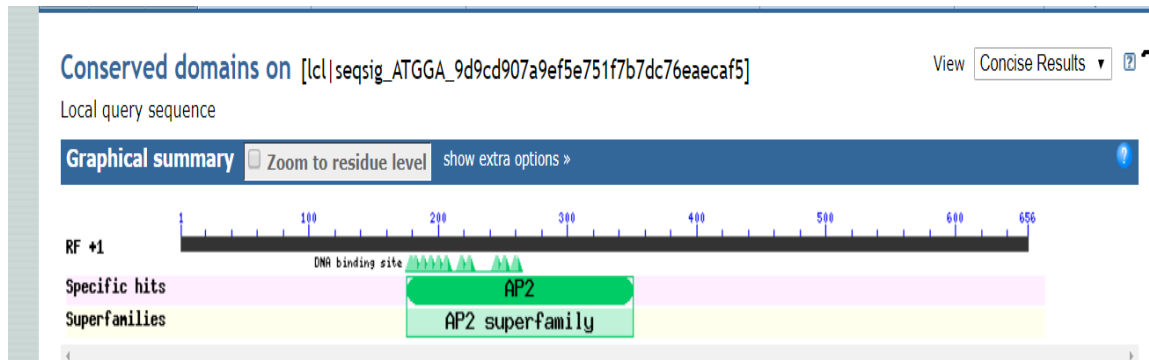 Conserved domains on [lcl|seqsig_ATGGA_9d9cd907a9ef5e751f7b7dc76eaecaf5]
View Concise Results ▾ ?
Local query sequence
Graphical summary Zoom to residue level show extra options » ?
1 100 200 300 400 500 600 656
RF +1
DNA binding site
Specific hits AP2
Superfamilies AP2 superfamily